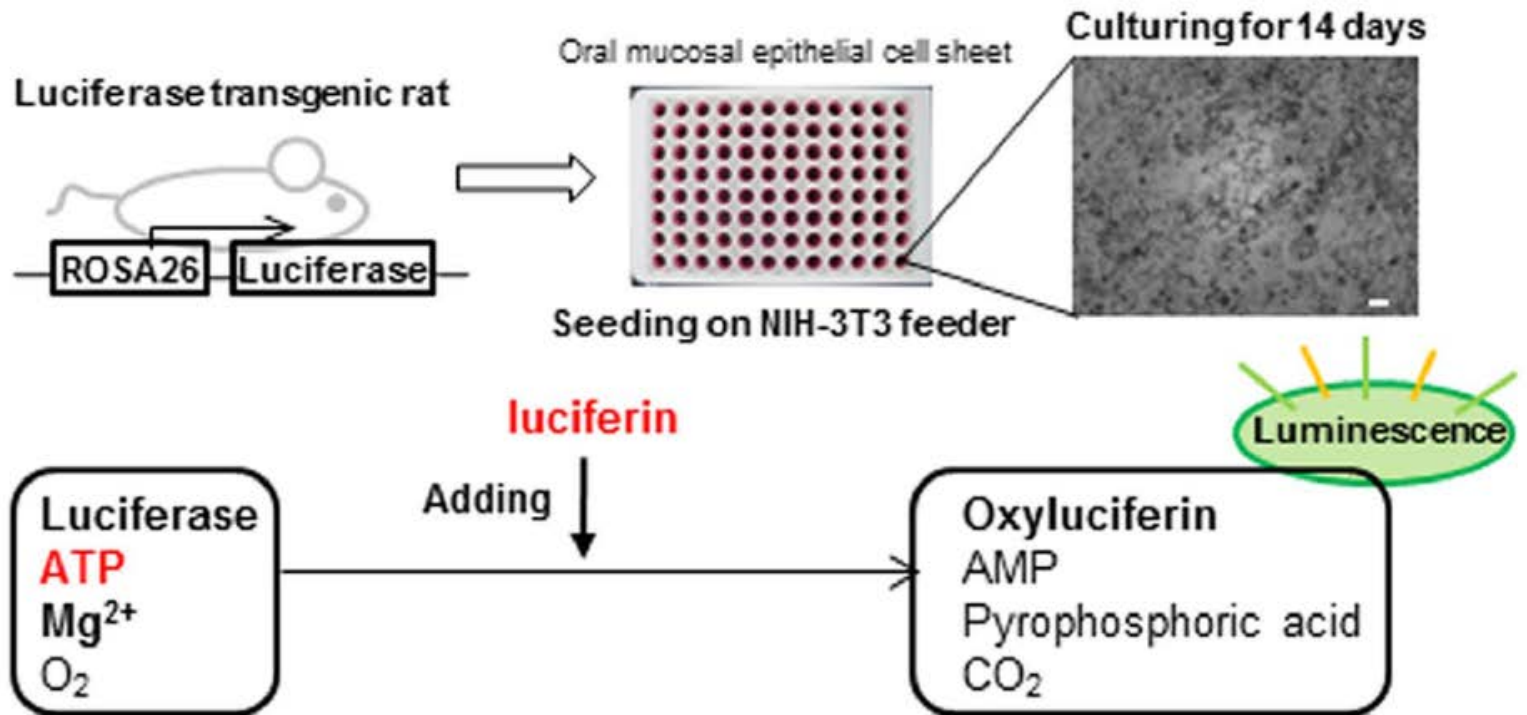 Culturing for 14 days
Oral mucosal epithelial cell sheet
Luciferase transgenic rat
ROSA26
Luciferase
Seeding on NIH-3T3 feeder
luciferin
Adding
Luminescence
Luciferase
ATP
Mg²⁺
O₂
Oxyluciferin
AMP
Pyrophosphoric acid
CO₂